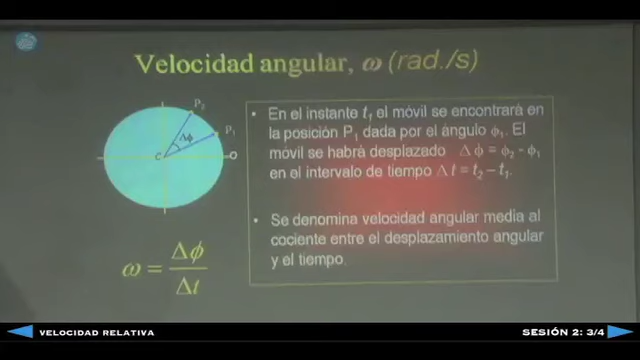 Velocidad angular, ω (rad./s)
P₂
P₁
Δϕ
C
O
• En el instante t₁ el móvil se encontrará en
la posición P₁ dada por el ángulo ϕ₁. El
móvil se habrá desplazado Δϕ = ϕ₂ - ϕ₁
en el intervalo de tiempo Δt = t₂ – t₁.
• Se denomina velocidad angular media al
cociente entre el desplazamiento angular
y el tiempo.
ω = Δϕ / Δt
VELOCIDAD RELATIVA
SESIÓN 2: 3/4